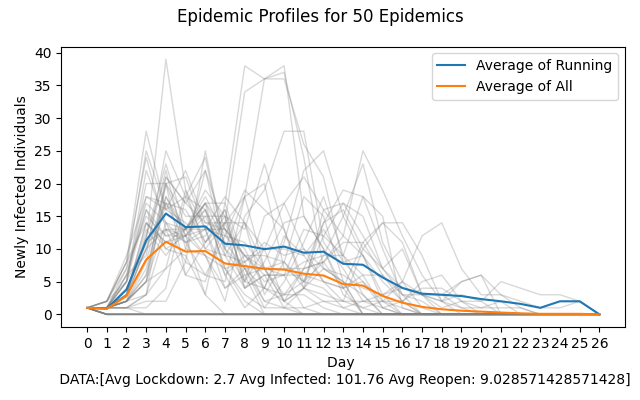 Epidemic Profiles for 50 Epidemics
40
35
30
25
20
15
10
5
0
Newly Infected Individuals
Average of Running
Average of All
0 1 2 3 4 5 6 7 8 9 10 11 12 13 14 15 16 17 18 19 20 21 22 23 24 25 26
Day
DATA:[Avg Lockdown: 2.7 Avg Infected: 101.76 Avg Reopen: 9.028571428571428]